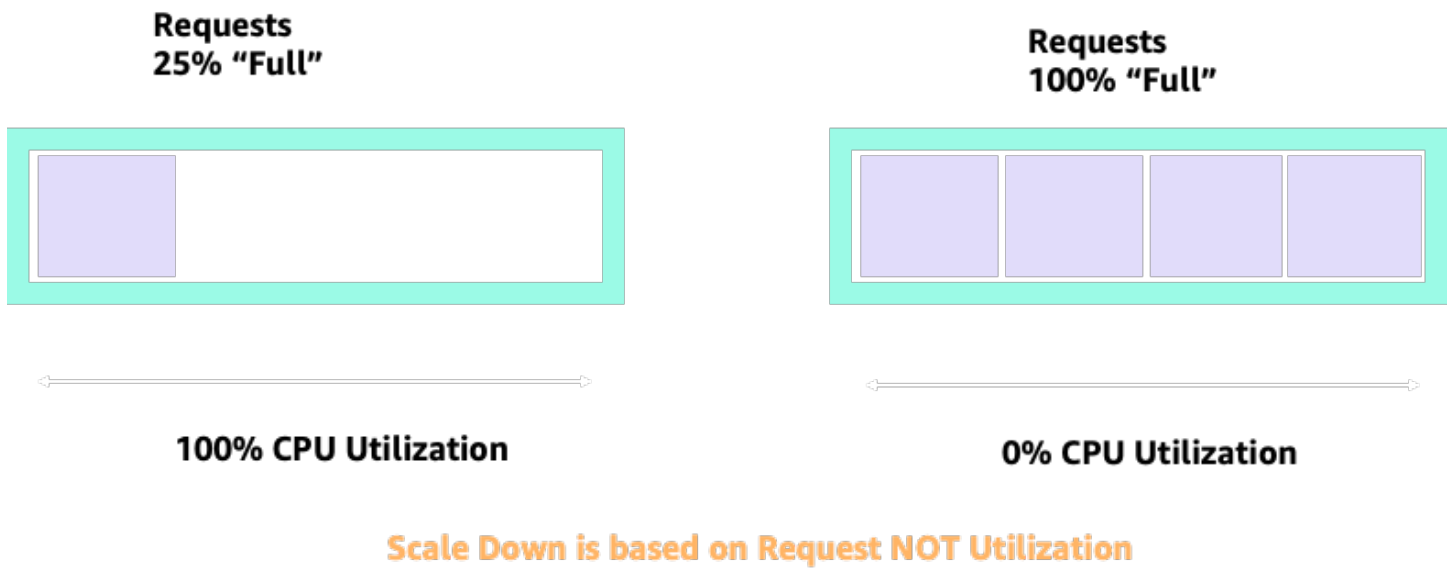 Requests
25% “Full”
Requests
100% “Full”
100% CPU Utilization
0% CPU Utilization
Scale Down is based on Request NOT Utilization